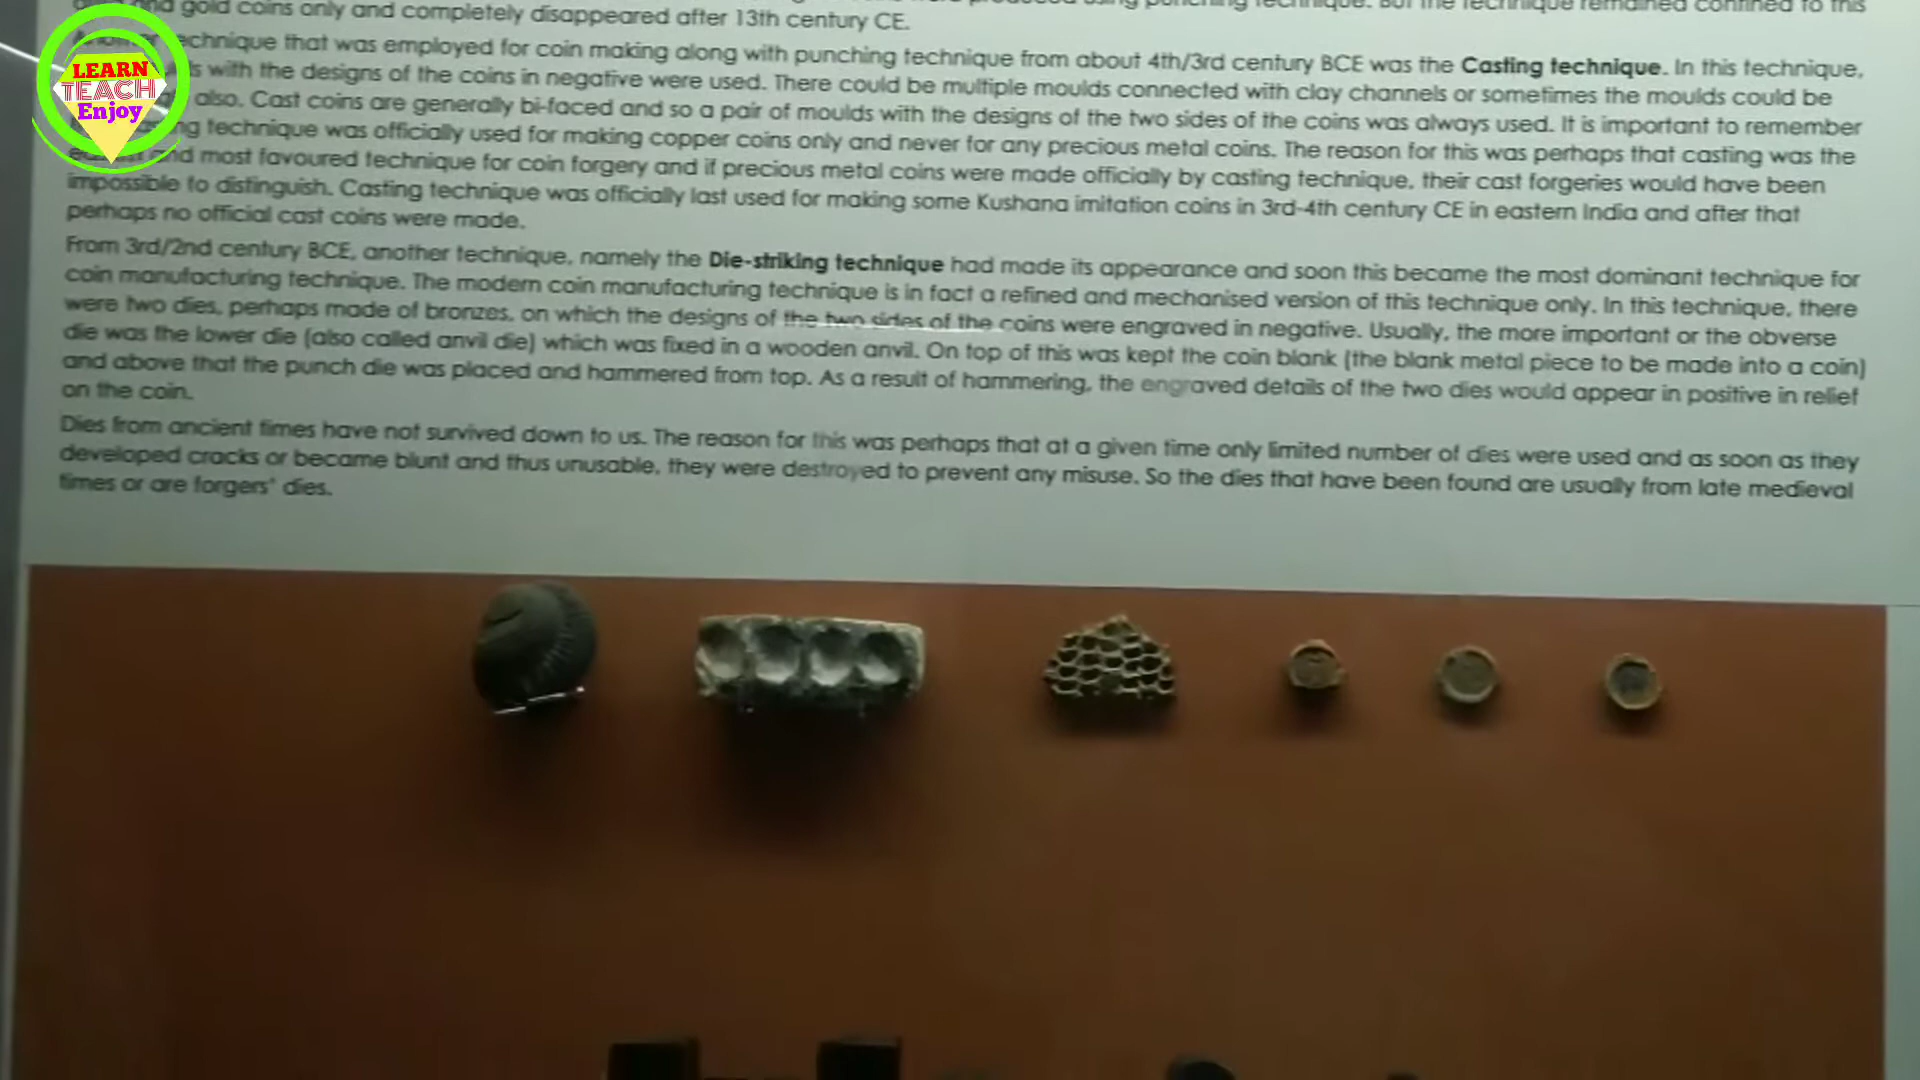 LEARN
TEACH
Enjoy
gold coins only and completely disappeared after 13th century CE.
technique that was employed for coin making along with punching technique from about 4th/3rd century BCE was the Casting technique. In this technique,
with the designs of the coins in negative were used. There could be multiple moulds connected with clay channels or sometimes the moulds could be
also. Cast coins are generally bi-faced and so a pair of moulds with the designs of the two sides of the coins was always used. It is important to remember
technique was officially used for making copper coins only and never for any precious metal coins. The reason for this was perhaps that casting was the
and most favoured technique for coin forgery and if precious metal coins were made officially by casting technique, their cast forgeries would have been
impossible to distinguish. Casting technique was officially last used for making some Kushana imitation coins in 3rd-4th century CE in eastern India and after that
perhaps no official cast coins were made.
From 3rd/2nd century BCE, another technique, namely the Die-striking technique had made its appearance and soon this became the most dominant technique for
coin manufacturing technique. The modern coin manufacturing technique is in fact a refined and mechanised version of this technique only. In this technique, there
were two dies, perhaps made of bronzes, on which the designs of the two sides of the coins were engraved in negative. Usually, the more important or the obverse
die was the lower die (also called anvil die) which was fixed in a wooden anvil. On top of this was kept the coin blank (the blank metal piece to be made into a coin)
and above that the punch die was placed and hammered from top. As a result of hammering, the engraved details of the two dies would appear in positive in relief
on the coin.
Dies from ancient times have not survived down to us. The reason for this was perhaps that at a given time only limited number of dies were used and as soon as they
developed cracks or became blunt and thus unusable, they were destroyed to prevent any misuse. So the dies that have been found are usually from late medieval
times or are forgers' dies.